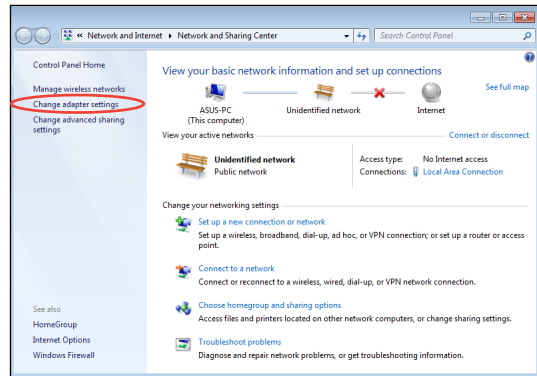 « Network and Internet ▸ Network and Sharing Center
Search Control Panel
Control Panel Home
Manage wireless networks
Change adapter settings
Change advanced sharing
settings
See also
HomeGroup
Internet Options
Windows Firewall
View your basic network information and set up connections
See full map
ASUS-PC
(This computer)
Unidentified network
Internet
View your active networks
Connect or disconnect
Unidentified network
Public network
Access type: No Internet access
Connections: Local Area Connection
Change your networking settings
Set up a new connection or network
Set up a wireless, broadband, dial-up, ad hoc, or VPN connection; or set up a router or access
point.
Connect to a network
Connect or reconnect to a wireless, wired, dial-up, or VPN network connection.
Choose homegroup and sharing options
Access files and printers located on other network computers, or change sharing settings.
Troubleshoot problems
Diagnose and repair network problems, or get troubleshooting information.